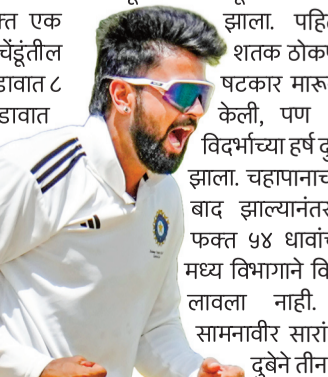 क्त एक
चेंडूंतील
डावात ८
डावात
झाला. पहि
शतक ठोकप
षटकार मारू
केली, पण
विदर्भाच्या हर्ष दु
झाला. चहापानाच
बाद झाल्यानंतर
फक्त ५४ धावांच
मध्य विभागाने वि
लावला नाही.
सामनावीर सारां
दुबेने तीन